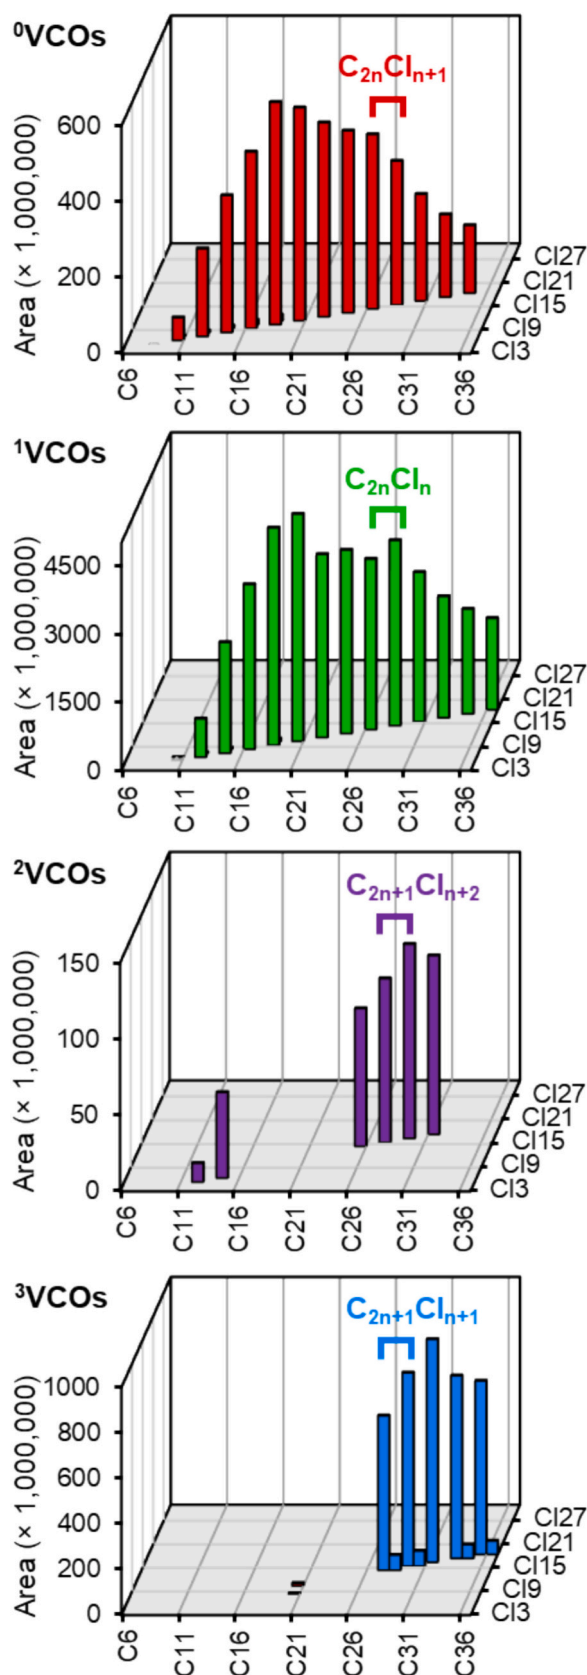 ⁰VCOs
C₂ₙClₙ₊₁
Area (× 1,000,000)
600
400
200
0
Cl27
Cl21
Cl15
Cl9
Cl3
C6
C11
C16
C21
C26
C31
C36
¹VCOs
C₂ₙClₙ
Area (× 1,000,000)
4500
3000
1500
0
Cl27
Cl21
Cl15
Cl9
Cl3
C6
C11
C16
C21
C26
C31
C36
²VCOs
C₂ₙ₊₁Clₙ₊₂
Area (× 1,000,000)
150
100
50
0
Cl27
Cl21
Cl15
Cl9
Cl3
C6
C11
C16
C21
C26
C31
C36
³VCOs
C₂ₙ₊₁Clₙ₊₁
Area (× 1,000,000)
1000
800
600
400
200
0
Cl27
Cl21
Cl15
Cl9
Cl3
C6
C11
C16
C21
C26
C31
C36